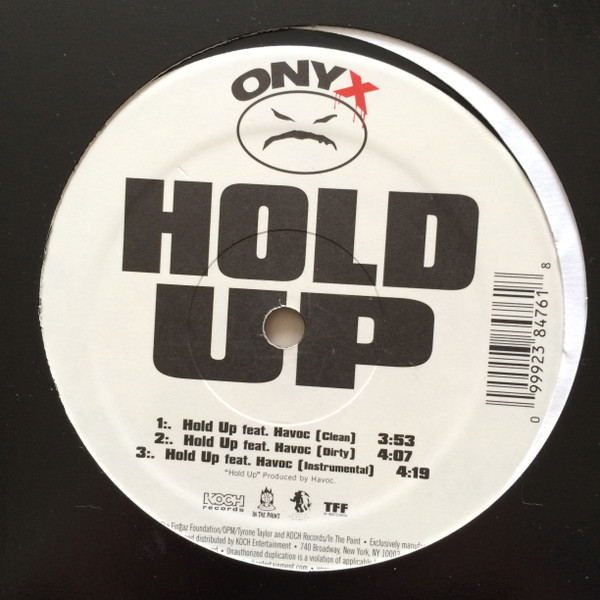 ONYX
HOLD
UP
1:. Hold Up feat. Havoc (Clean) 3:53
2:. Hold Up feat. Havoc (Dirty) 4:07
3:. Hold Up feat. Havoc (Instrumental) 4:19
"Hold Up" Produced by Havoc.
KOCH
records
IN THE PAINT
TFF
Foundation/OPM/Tyrone Taylor and KOCH Records/In The Paint • Exclusively
distributed by KOCH Entertainment • 740 Broadway, New York, NY
• Unauthorized duplication is a violation of applicable
0 99923 84761 8